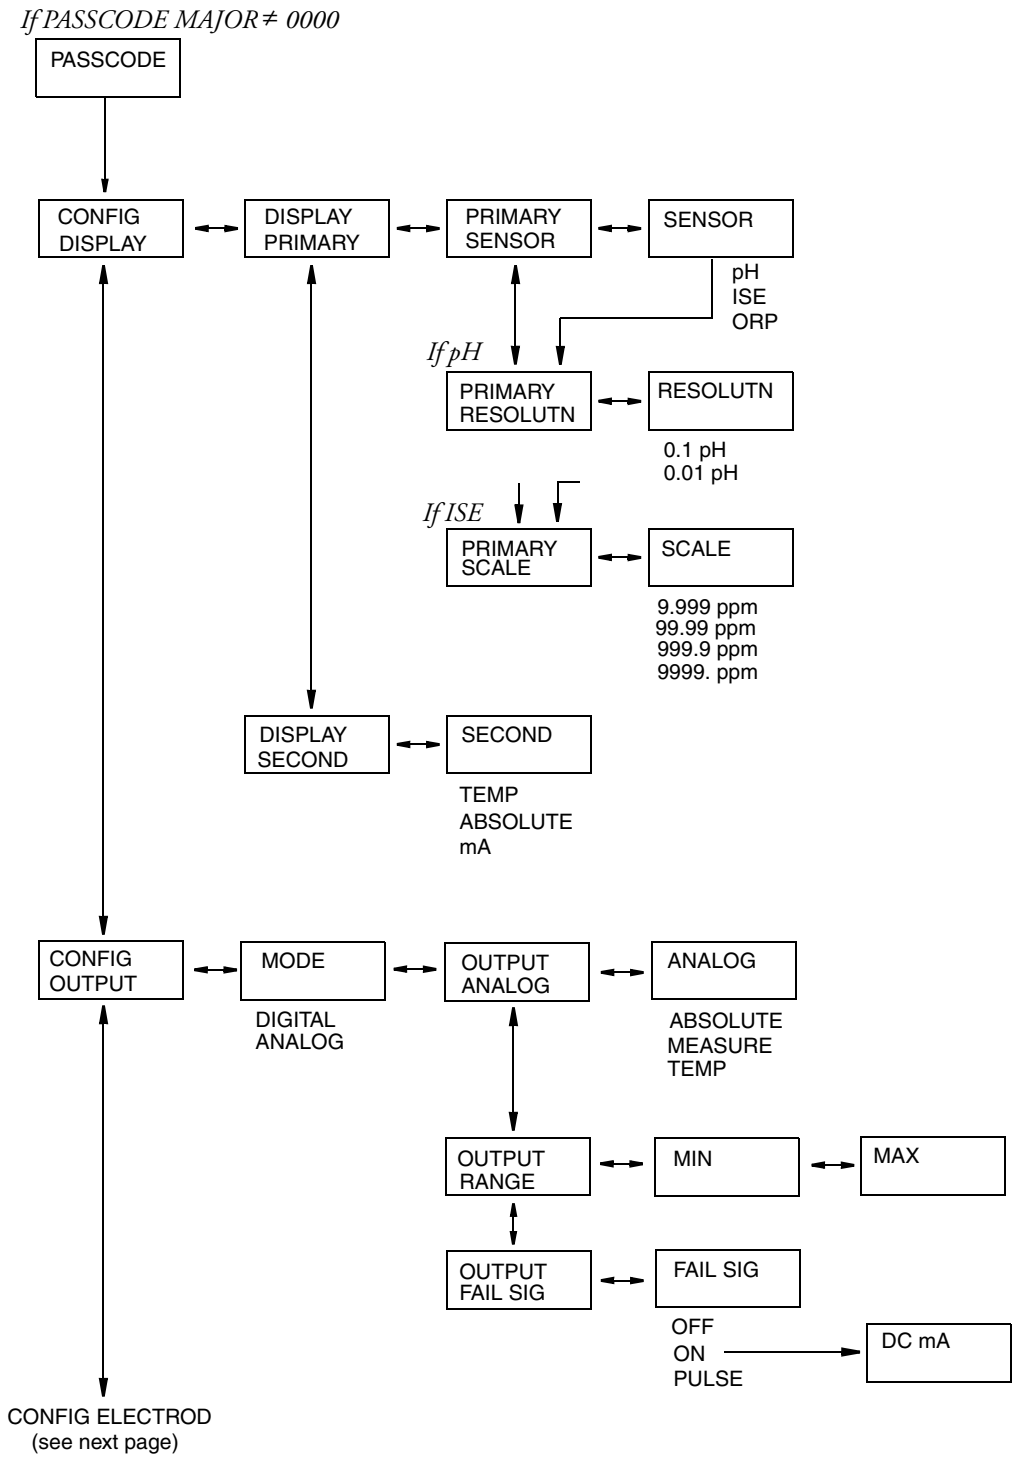 If PASSCODE MAJOR ≠ 0000
PASSCODE
CONFIG
DISPLAY
DISPLAY
PRIMARY
PRIMARY
SENSOR
SENSOR
pH
ISE
ORP
If pH
PRIMARY
RESOLUTN
RESOLUTN
0.1 pH
0.01 pH
If ISE
PRIMARY
SCALE
SCALE
9.999 ppm
99.99 ppm
999.9 ppm
9999. ppm
DISPLAY
SECOND
SECOND
TEMP
ABSOLUTE
mA
CONFIG
OUTPUT
MODE
DIGITAL
ANALOG
OUTPUT
ANALOG
ANALOG
ABSOLUTE
MEASURE
TEMP
OUTPUT
RANGE
MIN
MAX
OUTPUT
FAIL SIG
FAIL SIG
OFF
ON
PULSE
DC mA
CONFIG ELECTROD
(see next page)